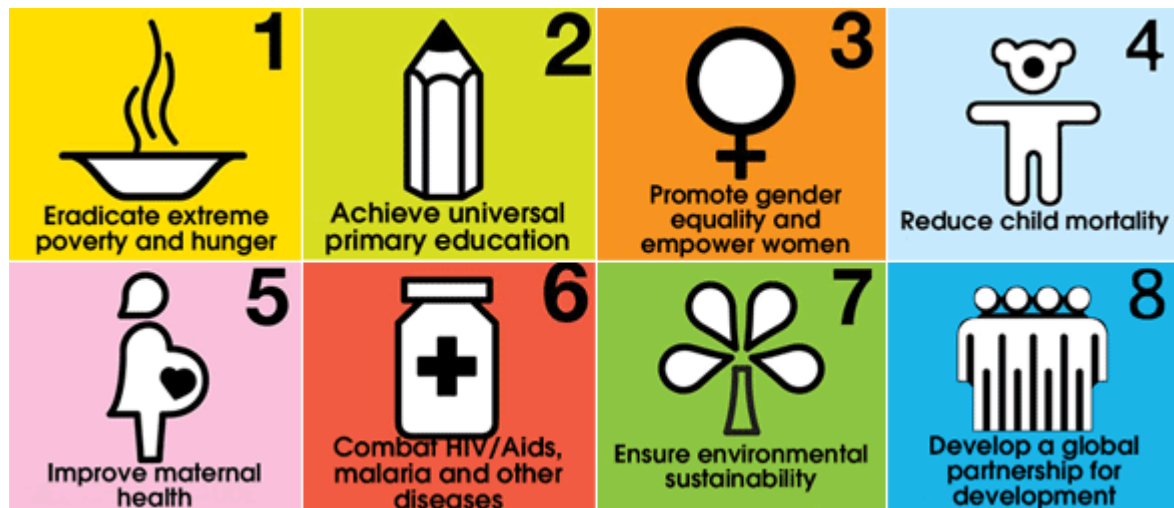 1
Eradicate extreme
poverty and hunger
2
Achieve universal
primary education
3
Promote gender
equality and
empower women
4
Reduce child mortality
5
Improve maternal
health
6
Combat HIV/Aids,
malaria and other
diseases
7
Ensure environmental
sustainability
8
Develop a global
partnership for
development